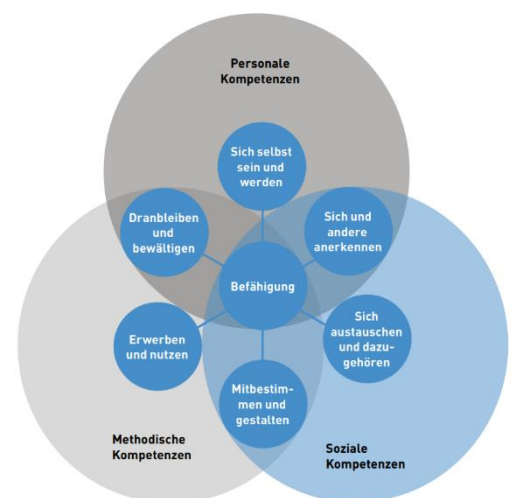 Personale
Kompetenzen
Sich selbst
sein und
werden
Dranbleiben
und
bewältigen
Sich und
andere
anerkennen
Befähigung
Erwerben
und nutzen
Sich
austauschen
und dazu-
gehören
Mitbestim-
men und
gestalten
Methodische
Kompetenzen
Soziale
Kompetenzen